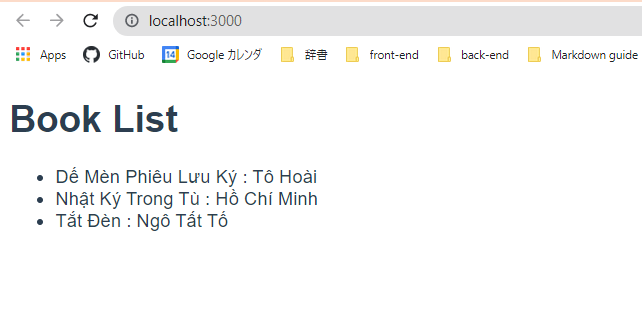 localhost:3000
Apps GitHub Google カレンダ 辞書 front-end back-end Markdown guide
Book List
Dế Mèn Phiêu Lưu Ký : Tô Hoài
Nhật Ký Trong Tù : Hồ Chí Minh
Tắt Đèn : Ngô Tất Tố